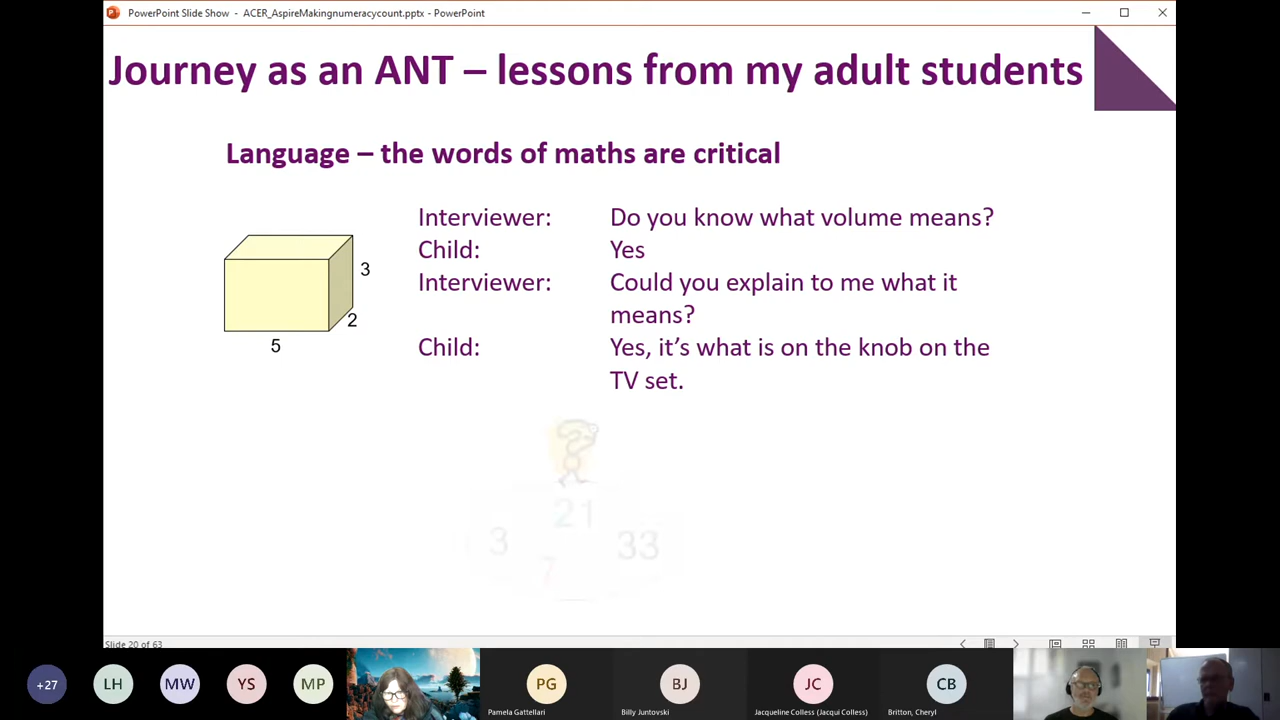 PowerPoint Slide Show - ACER_AspireMakingnumeracycount.pptx - PowerPoint
Journey as an ANT – lessons from my adult students
Language – the words of maths are critical
Interviewer: Do you know what volume means?
Child: Yes
Interviewer: Could you explain to me what it
means?
Child: Yes, it’s what is on the knob on the
TV set.
3
2
5
21
3
33
7
Slide 20 of 63
+27
LH
MW
YS
MP
PG
Pamela Gattellari
BJ
Billy Juntovski
JC
Jacqueline Colless (Jacqui Colless)
CB
Britton, Cheryl